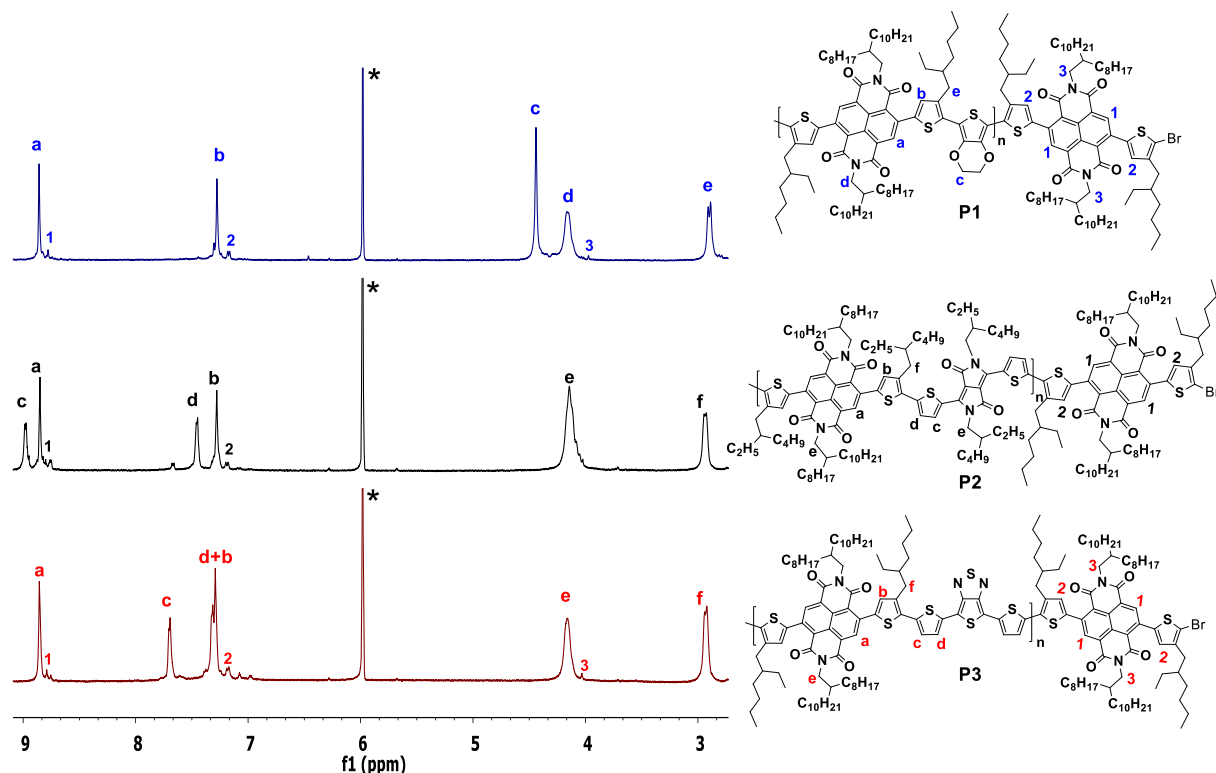 a
1
b
2
*
c
d
3
e
c
a
1
d
b
2
*
e
f
a
1
c
d+b
2
*
e
3
f
9
8
7
6
5
4
3
f1 (ppm)
C10H21
C8H17
O
N
O
b
e
2
C10H21
3
C8H17
O
N
O
1
S
S
S
S
S
Br
n
a
1
2
O
O
O
N
O
d
C8H17
C10H21
c
P1
O
N
O
3
C8H17
C10H21
C8H17
C10H21
O
N
O
C2H5
C4H9
b
f
C2H5
C4H9
N
O
S
S
S
S
a
d
c
O
N
e
C2H5
C4H9
O
N
O
e
C10H21
C8H17
C2H5
C4H9
P2
n
2
S
1
C10H21
C8H17
O
N
O
2
S
Br
1
O
N
O
C10H21
C8H17
C10H21
C8H17
O
N
O
b
f
N
S
N
S
S
S
S
S
a
c
d
n
O
N
O
e
C8H17
C10H21
P3
2
S
1
3
C10H21
C8H17
O
N
O
1
S
Br
2
O
N
O
3
C8H17
C10H21